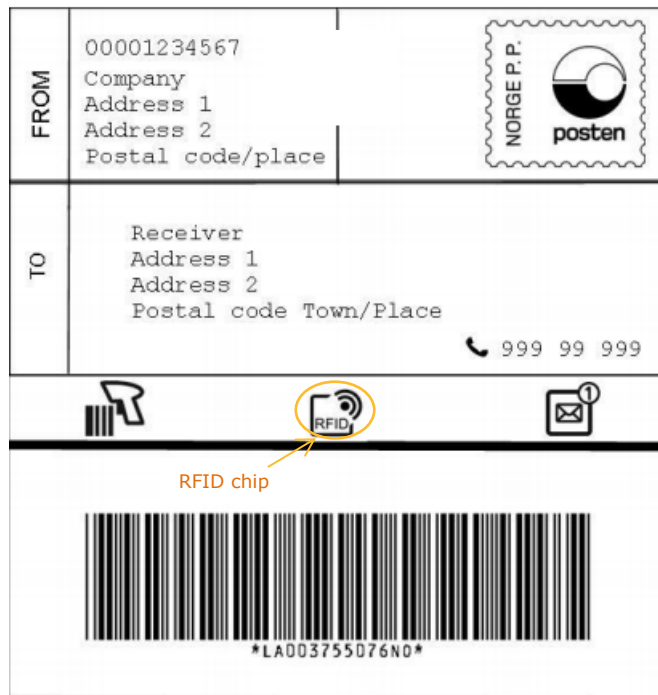 FROM
00001234567
Company
Address 1
Address 2
Postal code/place
NORGE P.P.
posten
TO
Receiver
Address 1
Address 2
Postal code Town/Place
999 99 999
RFID
1
RFID chip
*LA003755076NO*